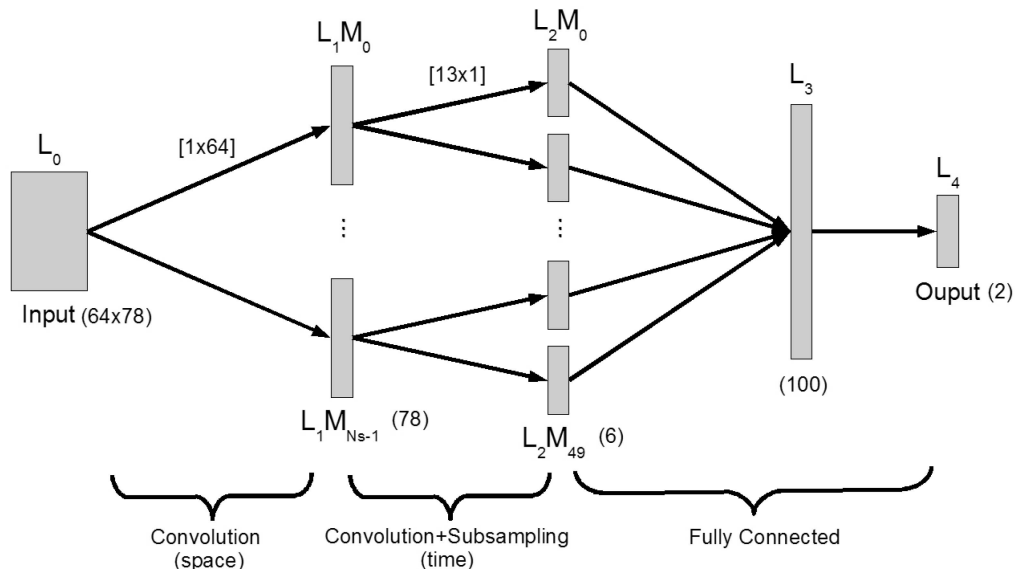 L₁M₀
L₂M₀
[13x1]
L₃
[1x64]
L₀
L₄
...
...
Input (64x78)
Ouput (2)
(100)
L₁M_Ns-1 (78)
L₂M₄₉ (6)
Convolution
(space)
Convolution+Subsampling
(time)
Fully Connected